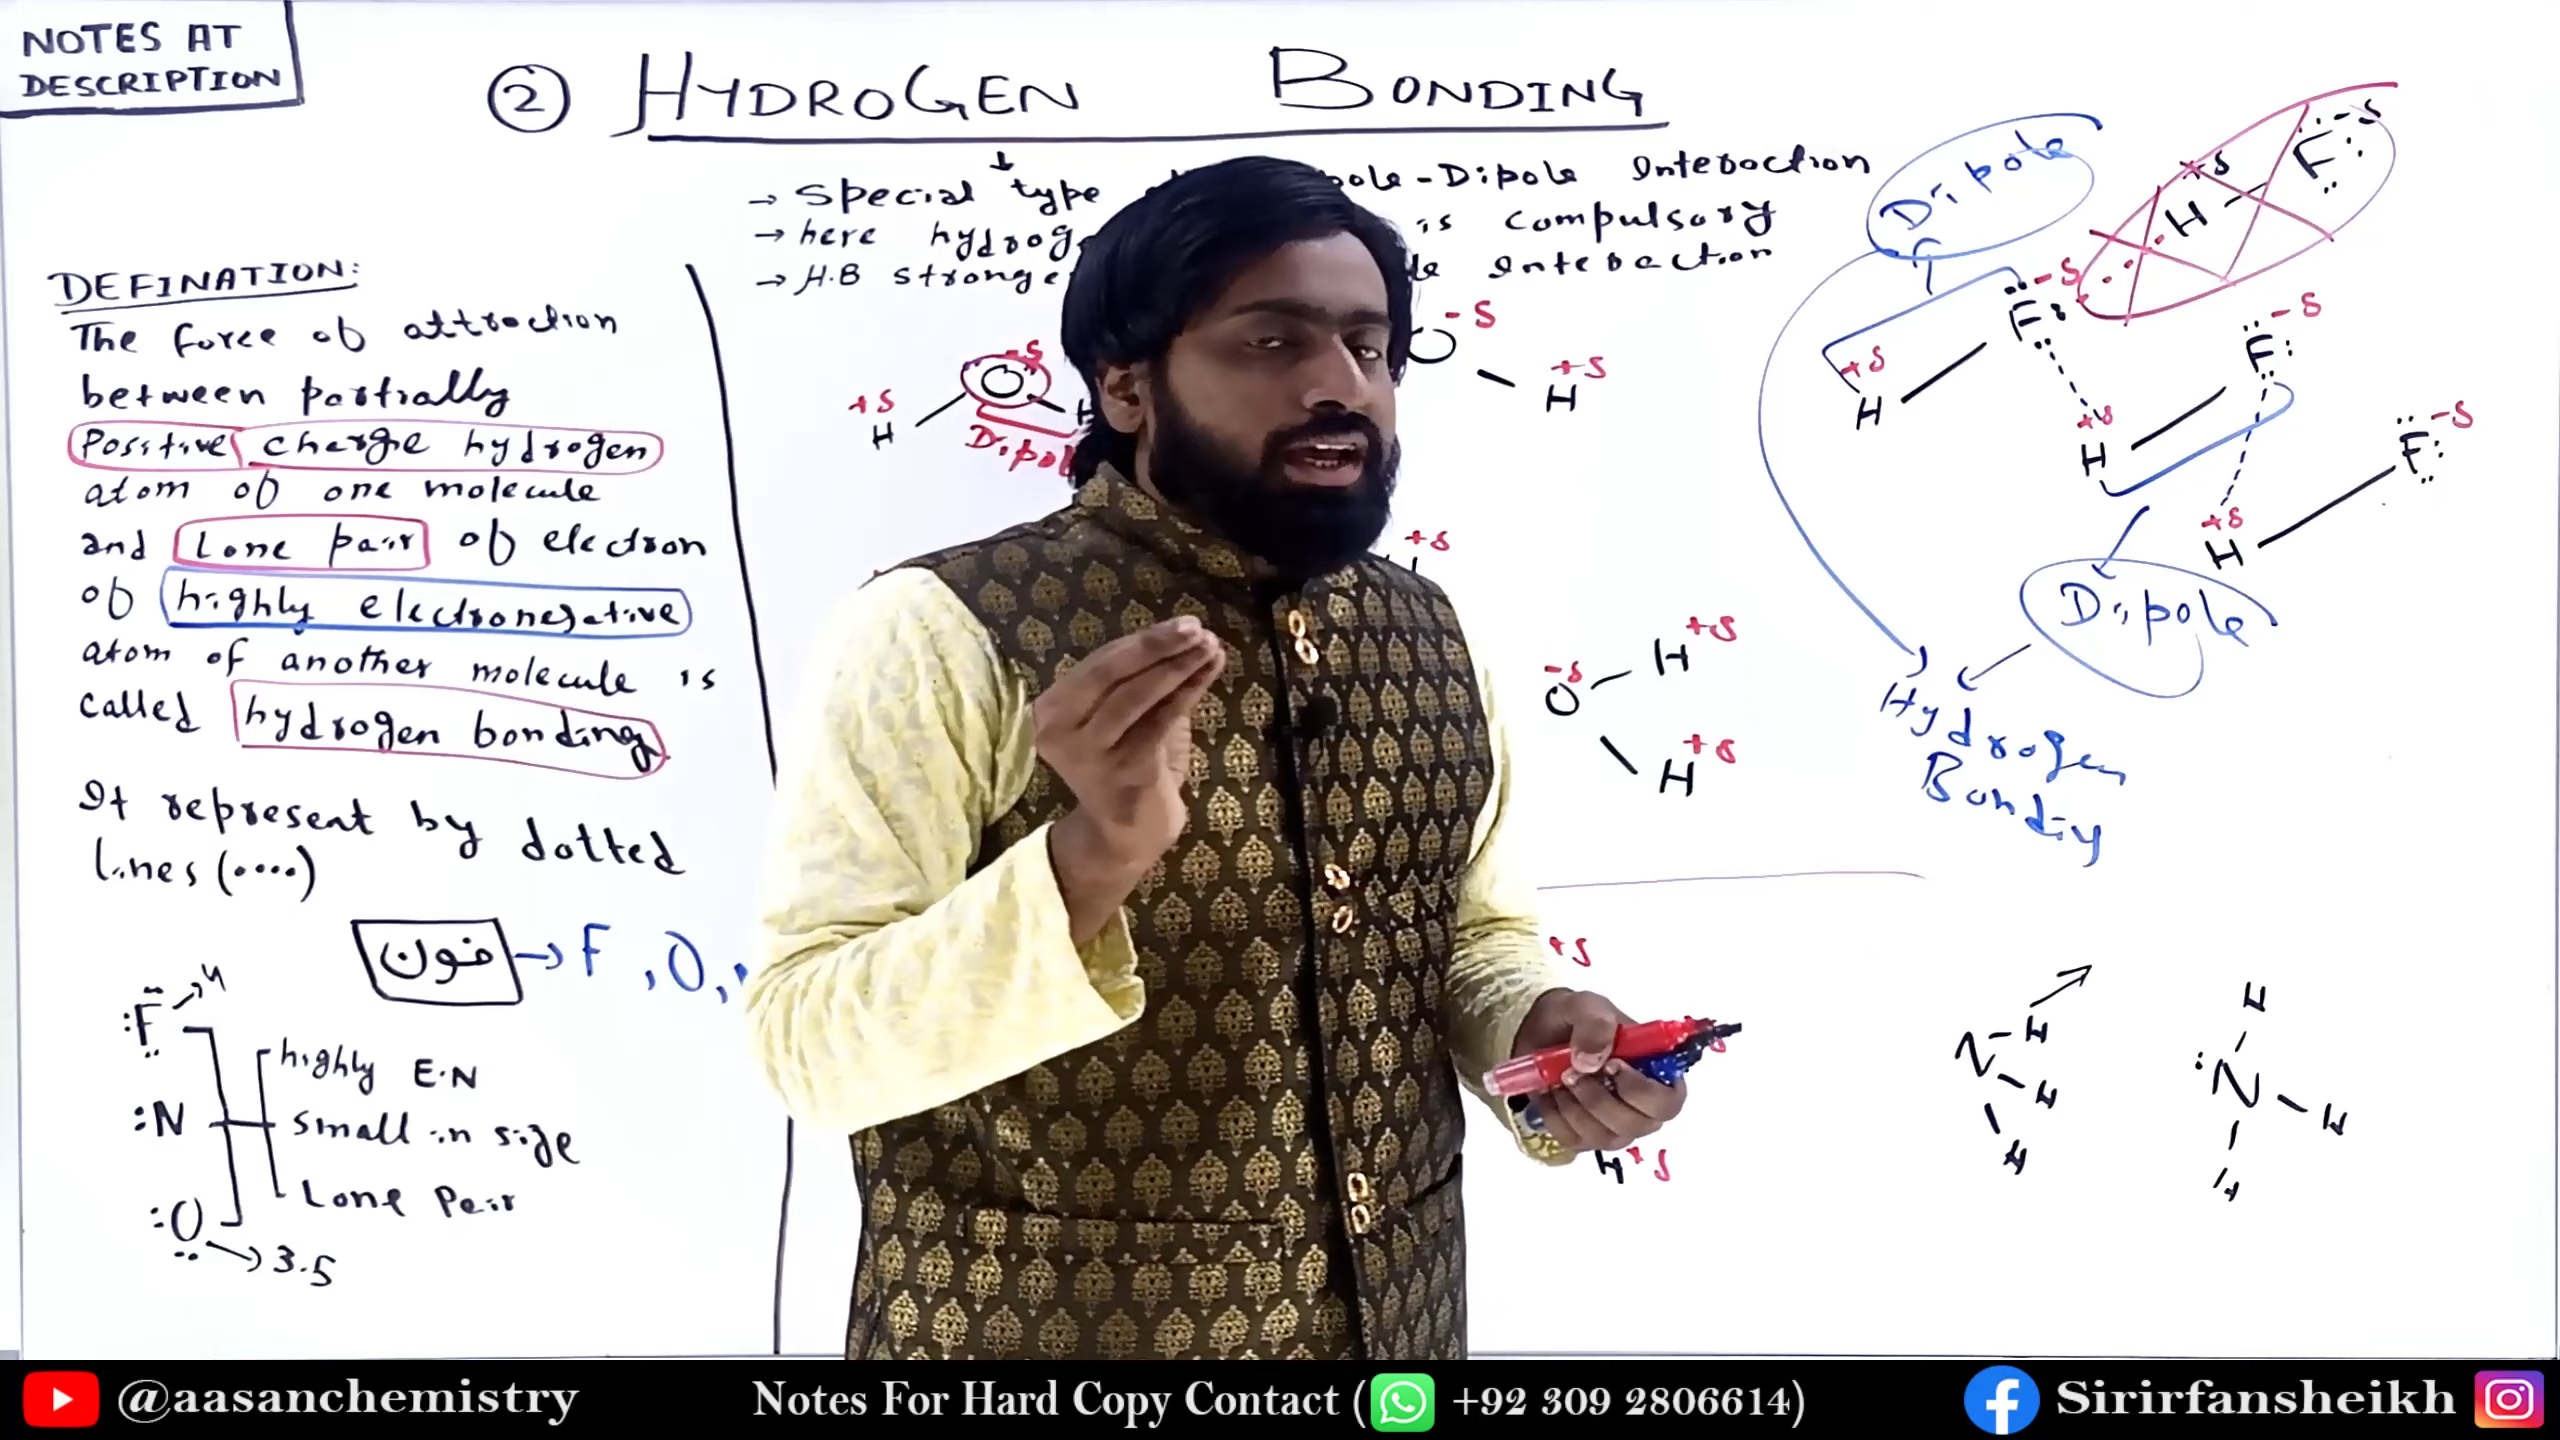 NOTES AT
DESCRIPTION
② HYDROGEN BONDING
→ Special type
pole-Dipole Interaction
→ here hydrog
is compulsory
→ H.B stronge
Interaction
DEFINATION:
The force of attraction
between partially
Positive charge hydrogen
atom of one molecule
and Lone pair of electron
of highly electronegative
atom of another molecule is
called hydrogen bonding
It represent by dotted
lines (....)
فون → F, O,
:F → 4
highly E.N
:N
Small in size
Lone Pair
:O → 3.5
+δ
H
O
-δ
H
Dipol
O
-δ
+δ
H
+δ
-δ
O
H
+δ
H
+δ
+δ
H
+δ
Dipole
+δ
H
F
-δ
H
+δ
F
-δ
+δ
H
F:
-δ
+δ
H
F:
-δ
Dipole
Hydrogen
Bonding
N
H
H
H
H
:N
H
H
@aasanchemistry
Notes For Hard Copy Contact ( +92 309 2806614)
Sirirfansheikh